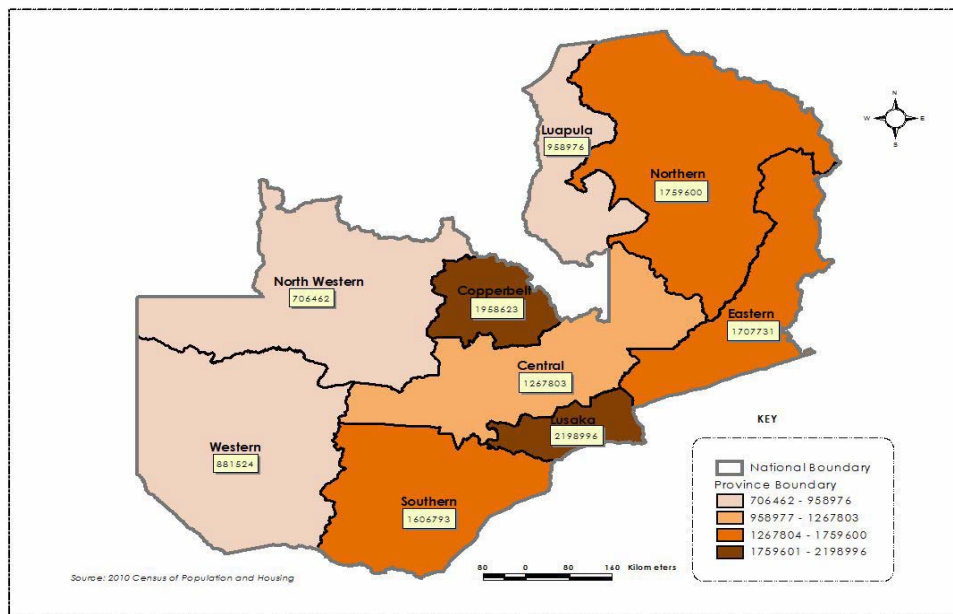 N
W E
S
Luapula
958976
Northern
1759600
North Western
706462
Copperbelt
1958623
Eastern
1707731
Central
1267803
Lusaka
2198996
Western
881524
Southern
1606793
KEY
National Boundary
Province Boundary
706462 - 958976
958977 - 1267803
1267804 - 1759600
1759601 - 2198996
Source: 2010 Census of Population and Housing
80 0 80 140 Kilometers